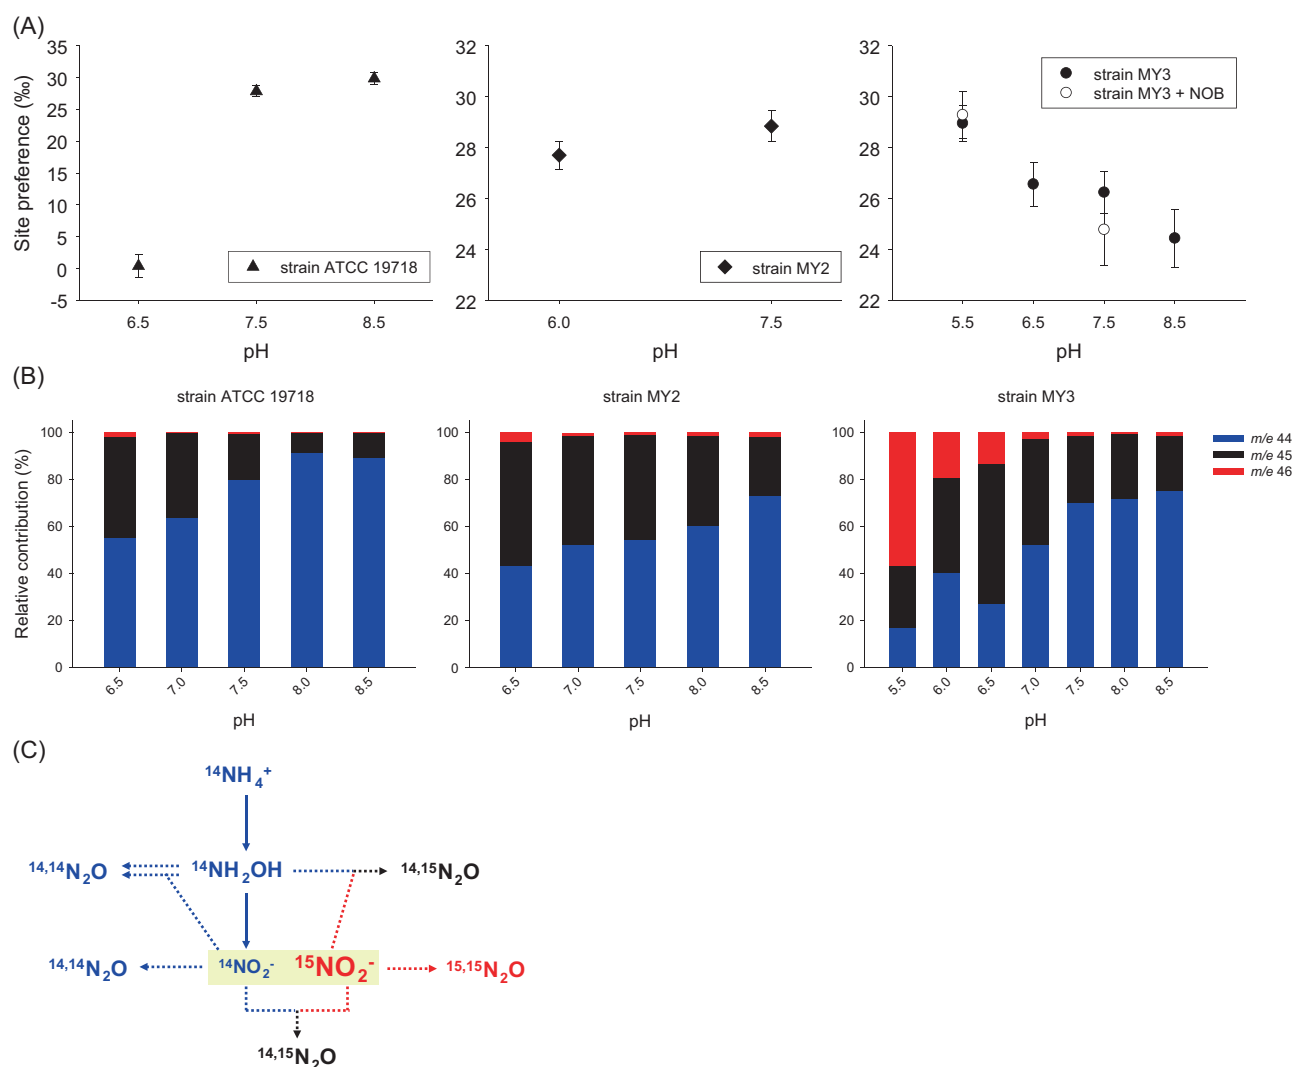 (A)
Site preference (‰)
35
30
25
20
15
10
5
0
-5
6.5
7.5
8.5
pH
strain ATCC 19718
32
30
28
26
24
22
6.0
7.5
pH
strain MY2
32
30
28
26
24
22
5.5
6.5
7.5
8.5
pH
strain MY3
strain MY3 + NOB
(B)
strain ATCC 19718
Relative contribution (%)
100
80
60
40
20
0
6.5
7.0
7.5
8.0
8.5
pH
strain MY2
100
80
60
40
20
0
6.5
7.0
7.5
8.0
8.5
pH
strain MY3
100
80
60
40
20
0
5.5
6.0
6.5
7.0
7.5
8.0
8.5
pH
m/e 44
m/e 45
m/e 46
(C)
¹⁴NH₄⁺
¹⁴,¹⁴N₂O
¹⁴NH₂OH
¹⁴,¹⁵N₂O
¹⁴,¹⁴N₂O
¹⁴NO₂⁻
¹⁵NO₂⁻
¹⁵,¹⁵N₂O
¹⁴,¹⁵N₂O